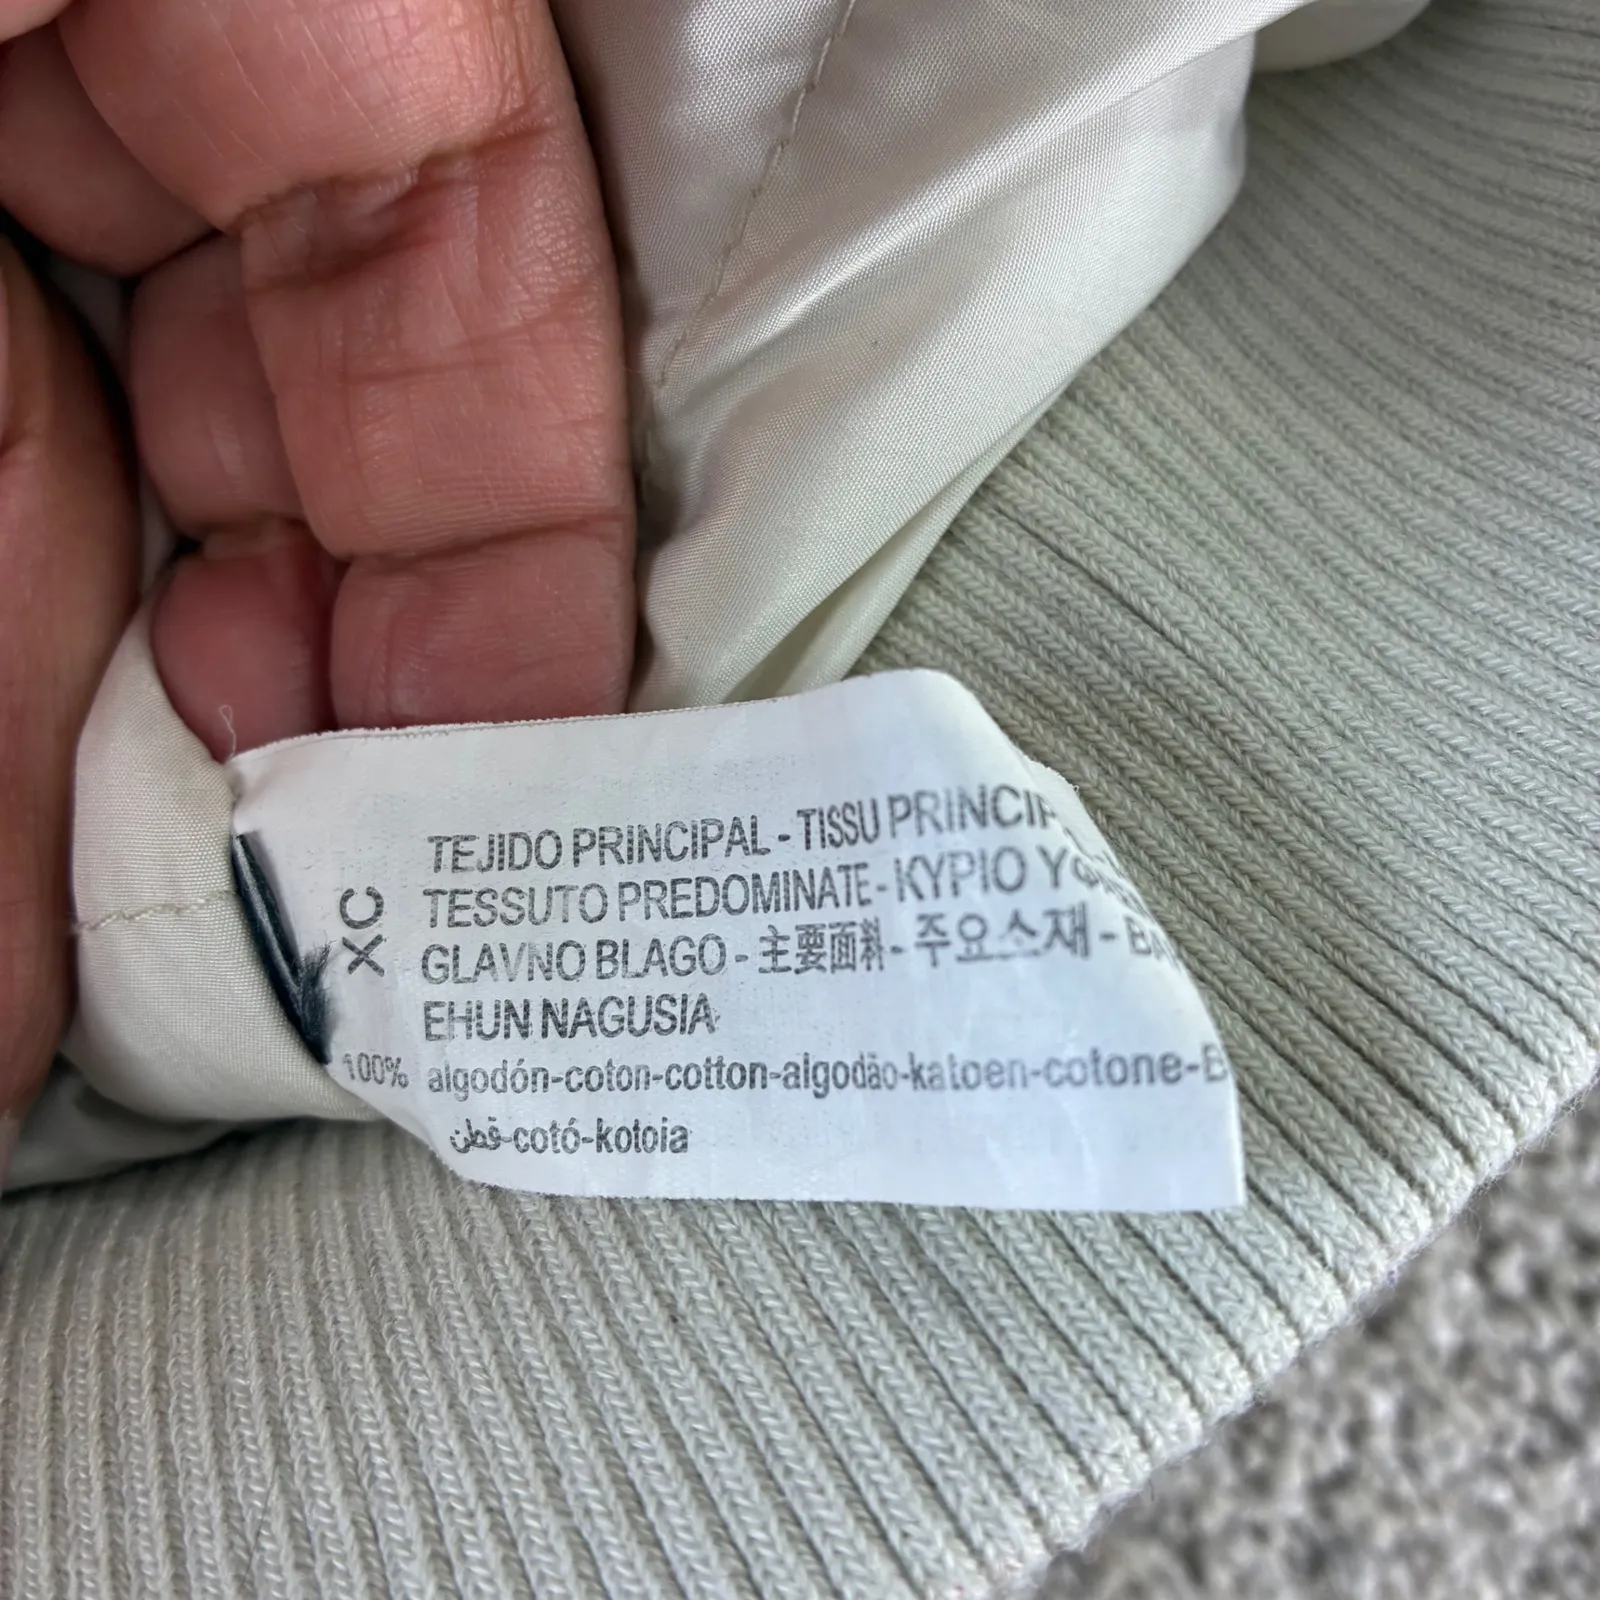 XC
TEJIDO PRINCIPAL - TISSU PRINCIP
TESSUTO PREDOMINATE - KYPIO
GLAVNO BLAGO - 主要面料 - 주요소재 -
EHUN NAGUSIA
100% algodón-coton-cotton-algodão-katoen-cotone-
قطن-cotó-kotoia